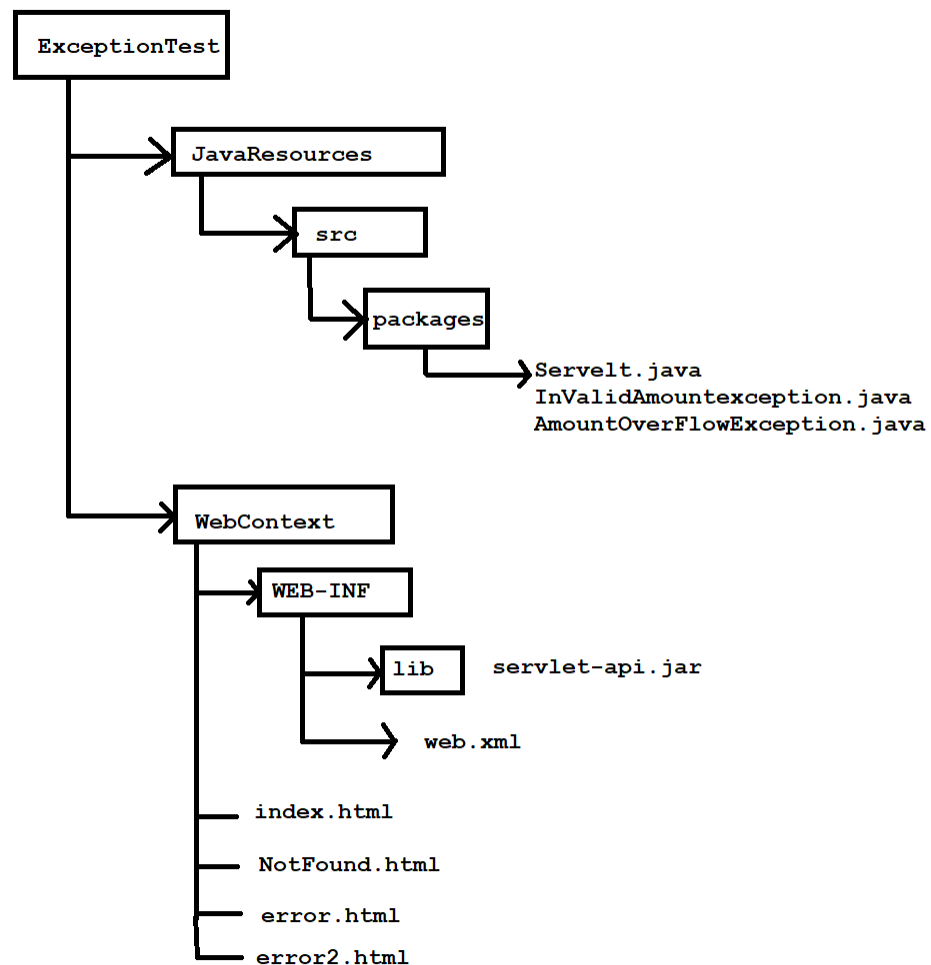 ExceptionTest
JavaResources
src
packages
Servelt.java
InValidAmountexception.java
AmountOverFlowException.java
WebContext
WEB-INF
lib servlet-api.jar
web.xml
index.html
NotFound.html
error.html
error2.html